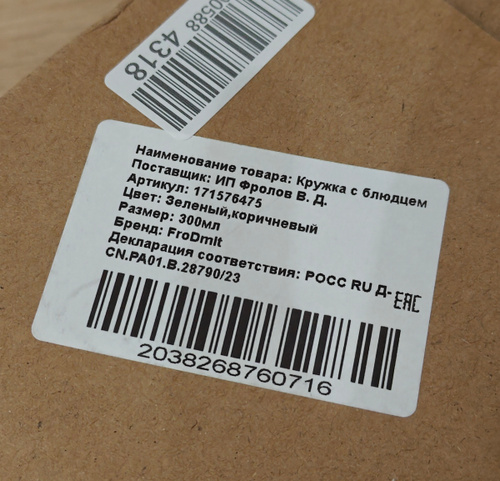 0588 4318
Наименование товара: Кружка с блюдцем
Поставщик: ИП Фролов В. Д.
Артикул: 171576475
Цвет: Зеленый,коричневый
Размер: 300мл
Бренд: FroDmIt
Декларация соответствия: РОСС RU Д-
CN.РА01.В.28790/23
ЕАС
2038268760716